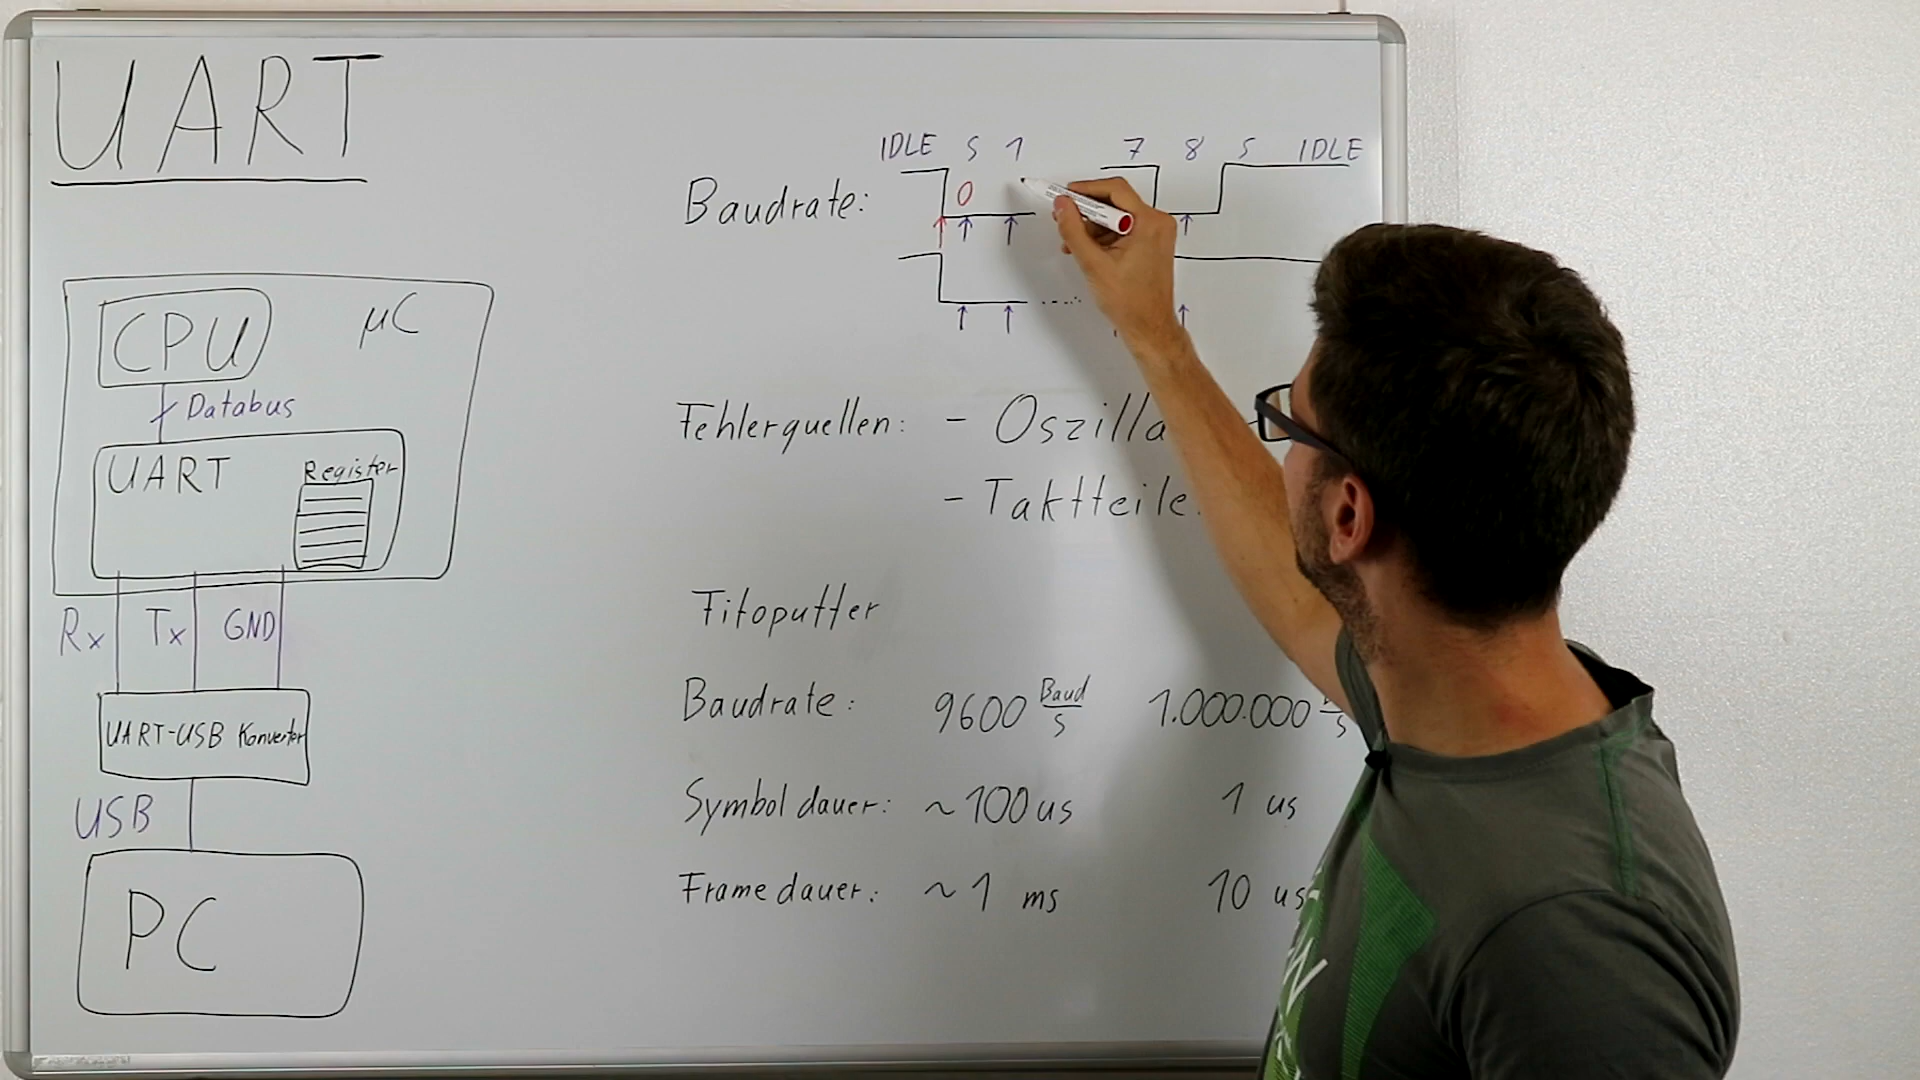 UART
IDLE S 1 7 8 S IDLE
Baudrate:
0
CPU
µC
Databus
UART
Register
Rx Tx GND
UART-USB Konverter
USB
PC
Fehlerquellen: - Oszilla
- Taktteile
Fifopuffer
Baudrate: 9600 Baud/s 1.000.000
s
Symboldauer: ~100us 1 us
Framedauer: ~1 ms 10 us